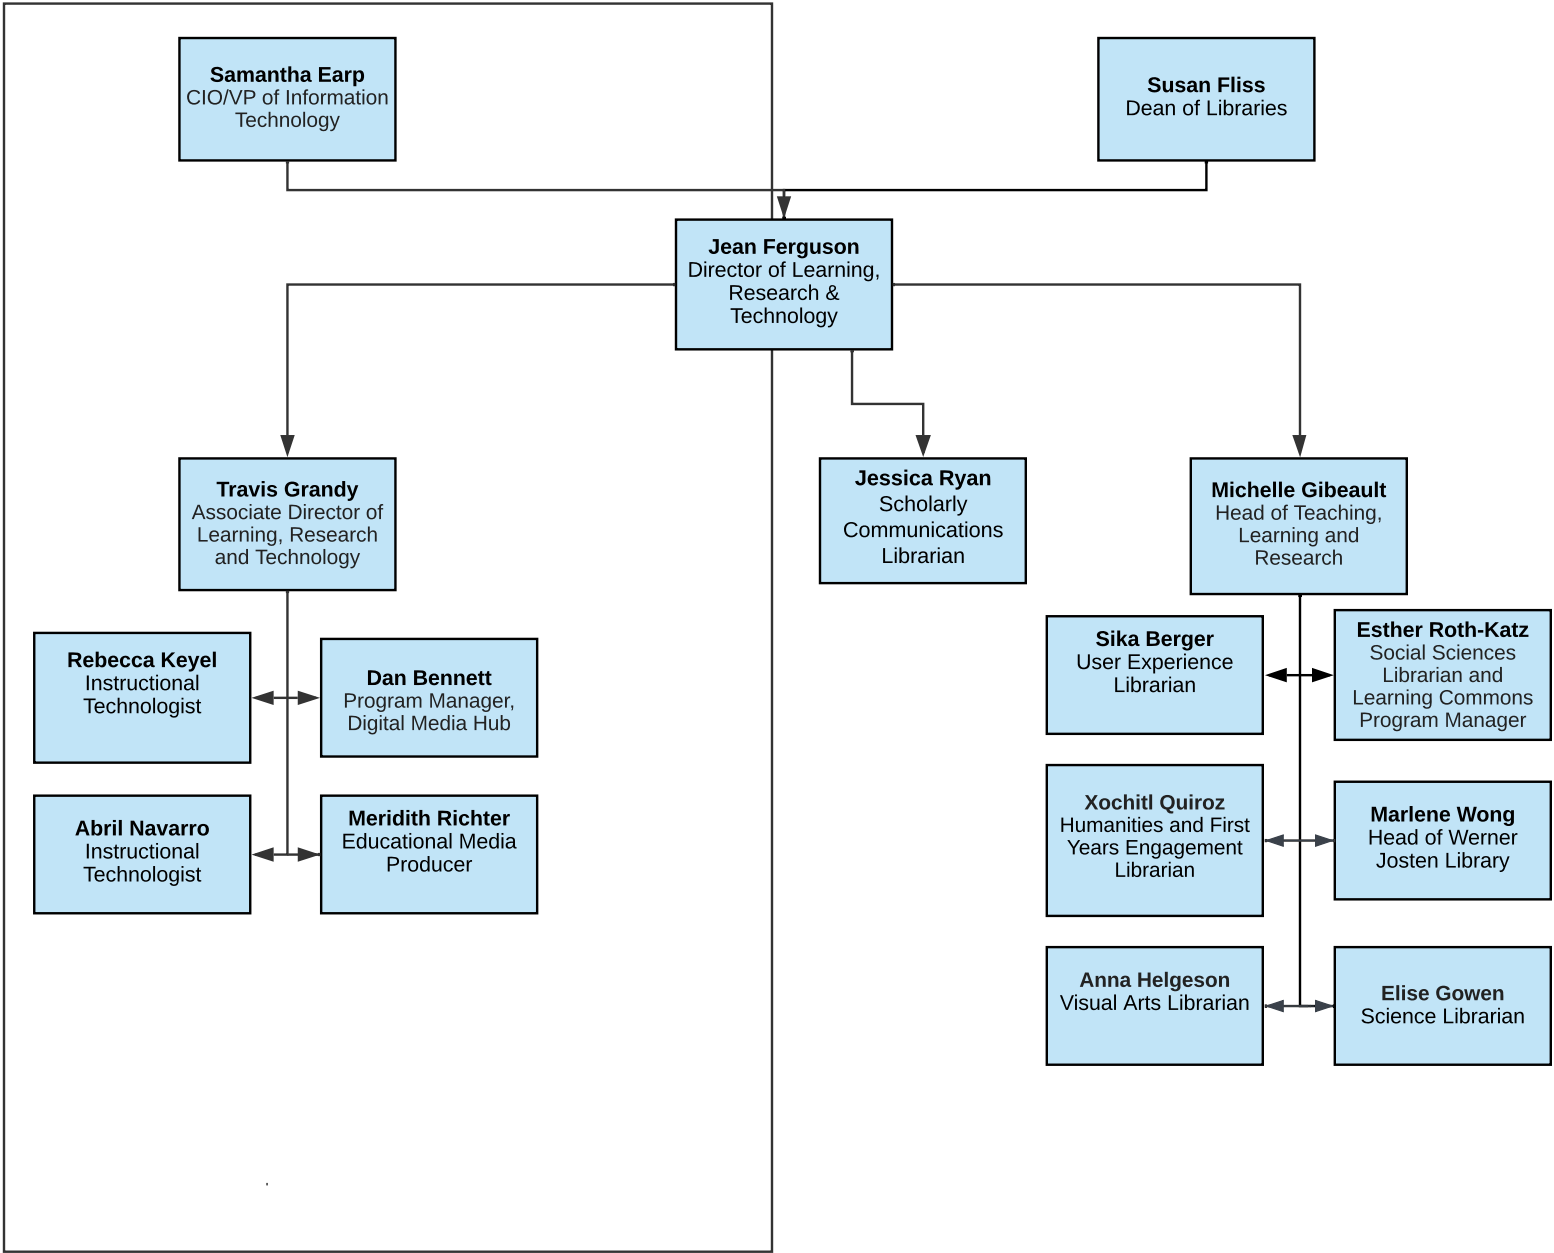 Samantha Earp
CIO/VP of Information
Technology
Susan Fliss
Dean of Libraries
Jean Ferguson
Director of Learning,
Research &
Technology
Travis Grandy
Associate Director of
Learning, Research
and Technology
Jessica Ryan
Scholarly
Communications
Librarian
Michelle Gibeault
Head of Teaching,
Learning and
Research
Rebecca Keyel
Instructional
Technologist
Dan Bennett
Program Manager,
Digital Media Hub
Abril Navarro
Instructional
Technologist
Meridith Richter
Educational Media
Producer
Sika Berger
User Experience
Librarian
Esther Roth-Katz
Social Sciences
Librarian and
Learning Commons
Program Manager
Xochitl Quiroz
Humanities and First
Years Engagement
Librarian
Marlene Wong
Head of Werner
Josten Library
Anna Helgeson
Visual Arts Librarian
Elise Gowen
Science Librarian